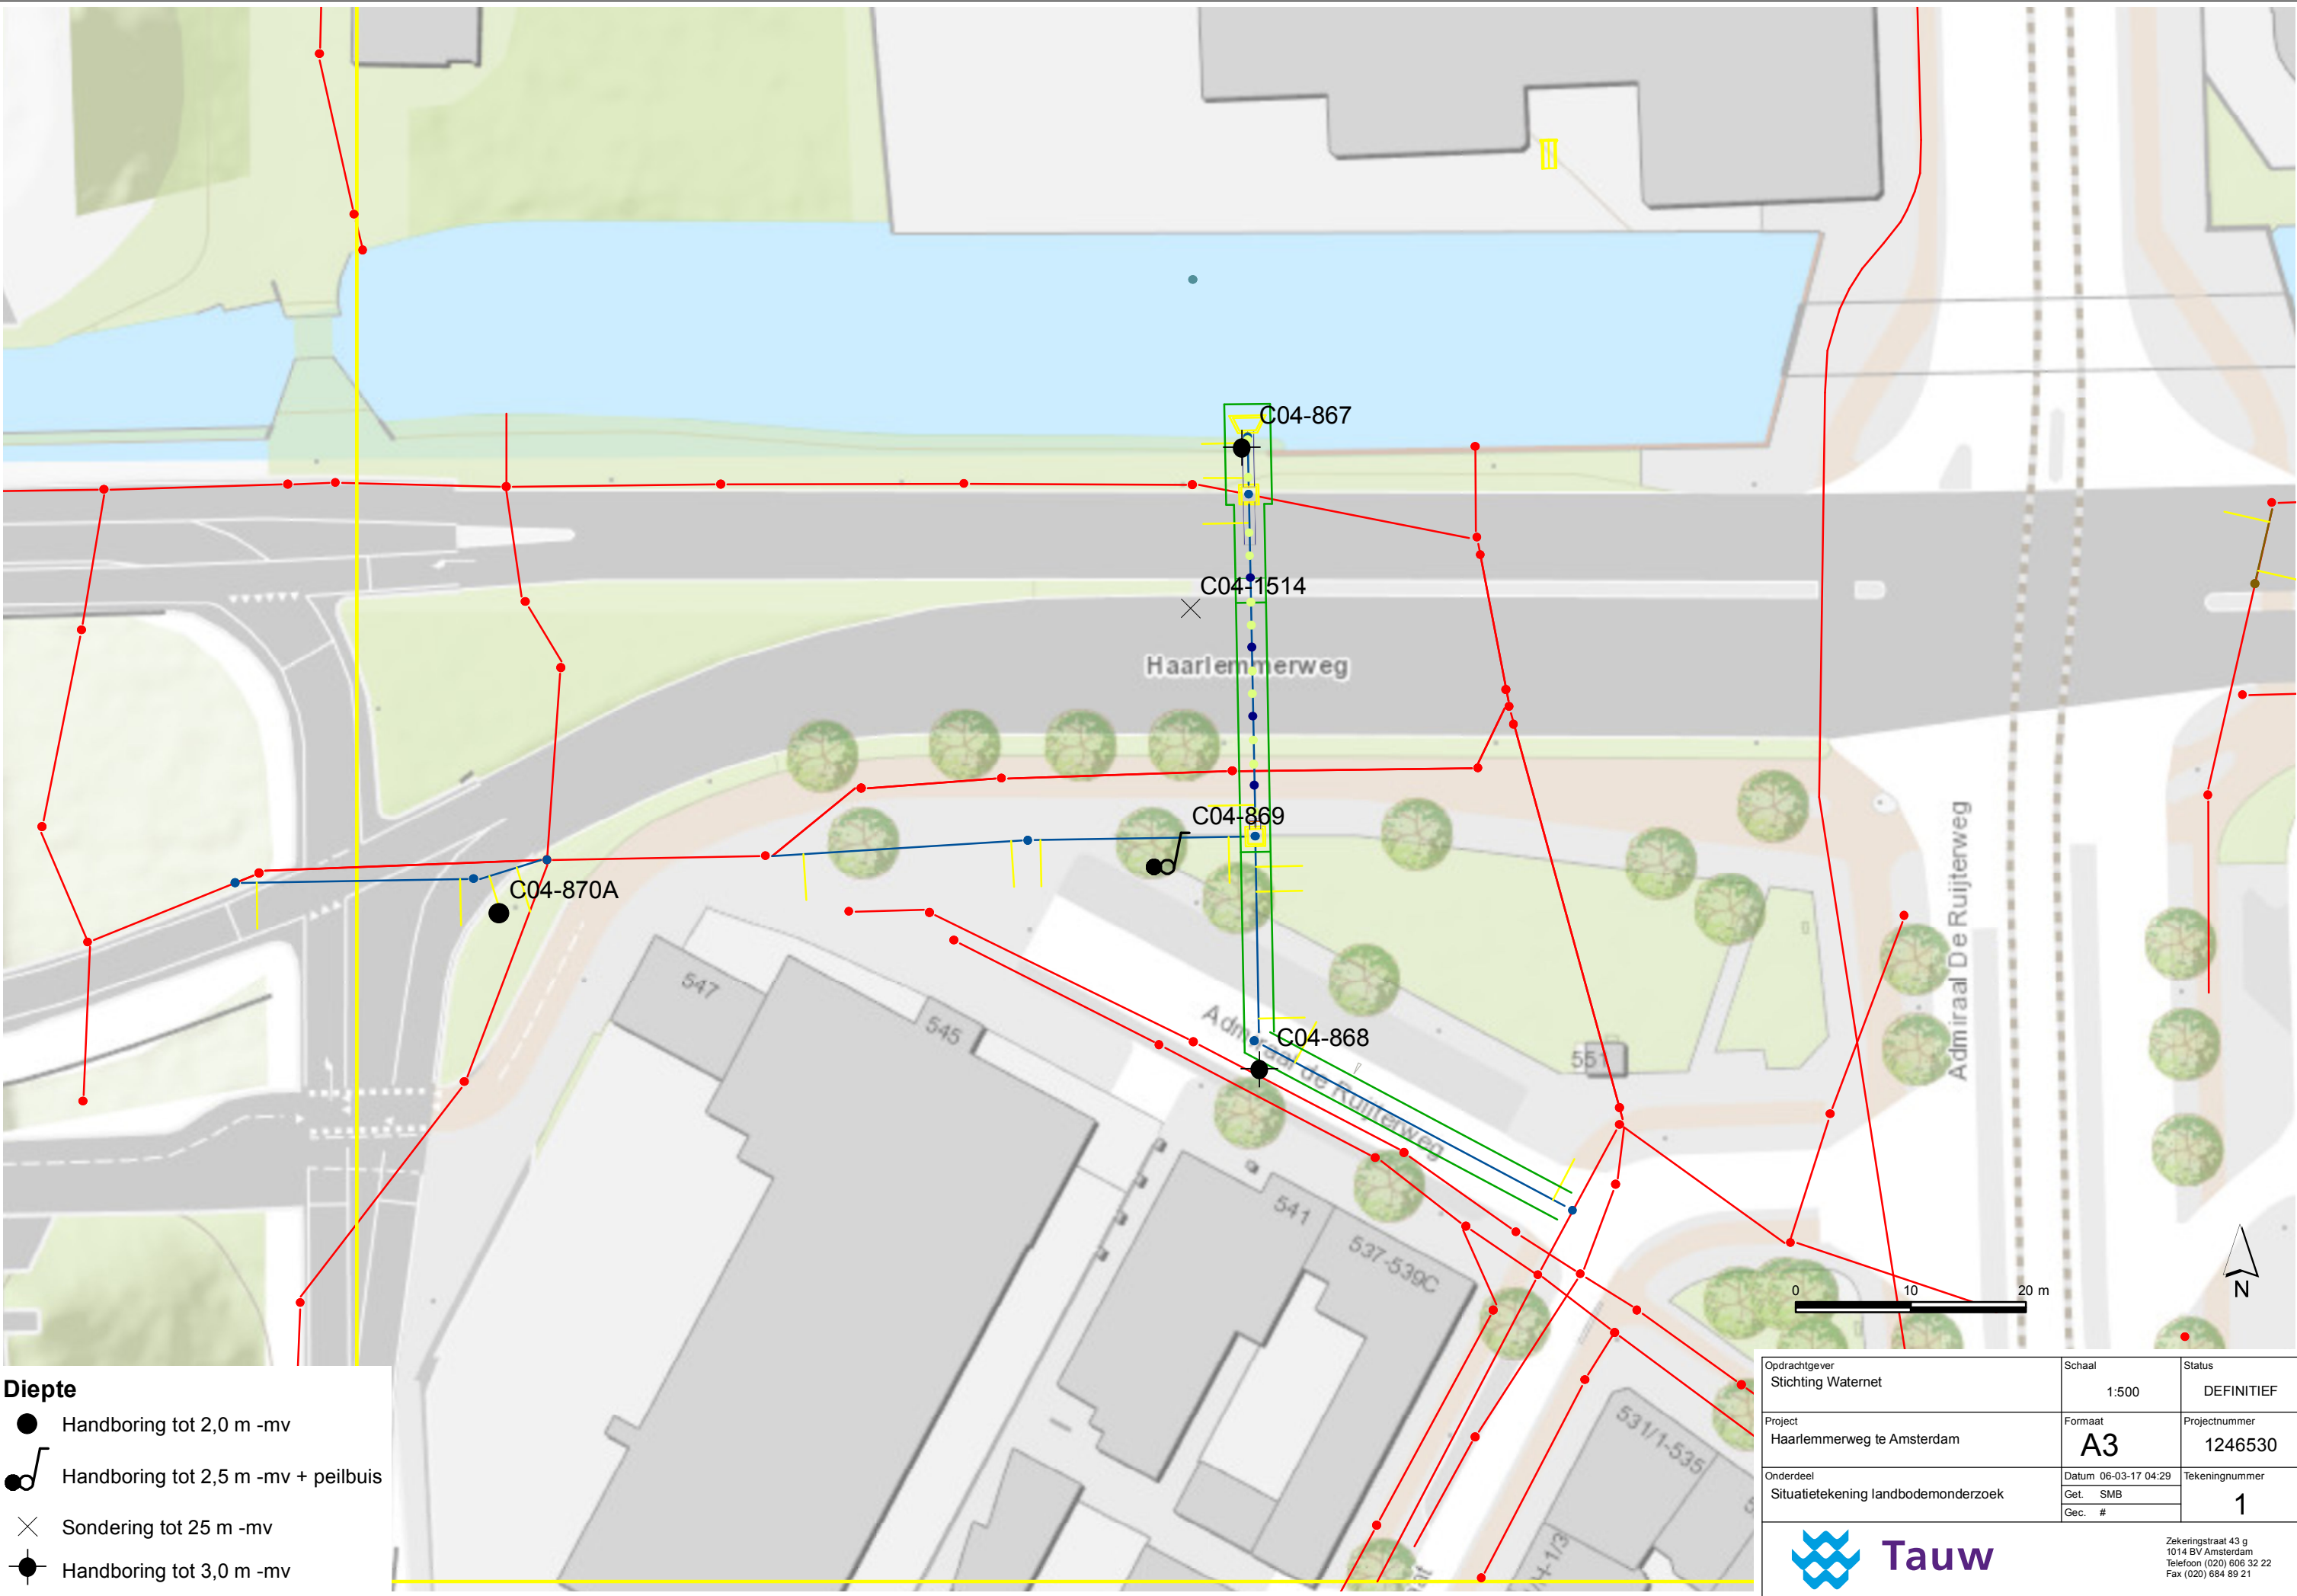 C04-867
C04-1514
Haarlemmerweg
C04-869
C04-870A
Admiraal De Ruijterweg
547
545
C04-868
Admiraal de Ruijterweg
551
541
537-539C
531/1-535
0 10 20 m
N
Diepte
Handboring tot 2,0 m -mv
Handboring tot 2,5 m -mv + peilbuis
Sondering tot 25 m -mv
Handboring tot 3,0 m -mv
Opdrachtgever
Stichting Waternet
Schaal
1:500
Status
DEFINITIEF
Project
Haarlemmerweg te Amsterdam
Formaat
A3
Projectnummer
1246530
Onderdeel
Situatietekening landbodemonderzoek
Datum 06-03-17 04:29
Get. SMB
Gec. #
Tekeningnummer
1
Tauw
Zekeringstraat 43 g
1014 BV Amsterdam
Telefoon (020) 606 32 22
Fax (020) 684 89 21